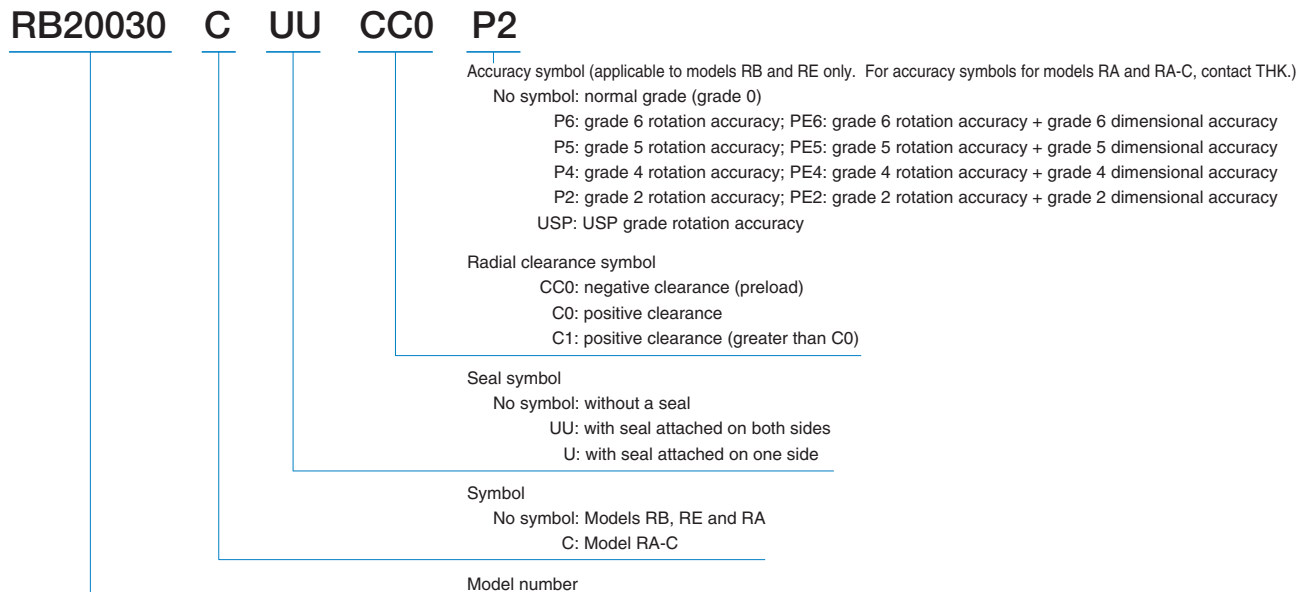 RB20030 C UU CC0 P2
Accuracy symbol (applicable to models RB and RE only. For accuracy symbols for models RA and RA-C, contact THK.)
No symbol: normal grade (grade 0)
P6: grade 6 rotation accuracy; PE6: grade 6 rotation accuracy + grade 6 dimensional accuracy
P5: grade 5 rotation accuracy; PE5: grade 5 rotation accuracy + grade 5 dimensional accuracy
P4: grade 4 rotation accuracy; PE4: grade 4 rotation accuracy + grade 4 dimensional accuracy
P2: grade 2 rotation accuracy; PE2: grade 2 rotation accuracy + grade 2 dimensional accuracy
USP: USP grade rotation accuracy
Radial clearance symbol
CC0: negative clearance (preload)
C0: positive clearance
C1: positive clearance (greater than C0)
Seal symbol
No symbol: without a seal
UU: with seal attached on both sides
U: with seal attached on one side
Symbol
No symbol: Models RB, RE and RA
C: Model RA-C
Model number